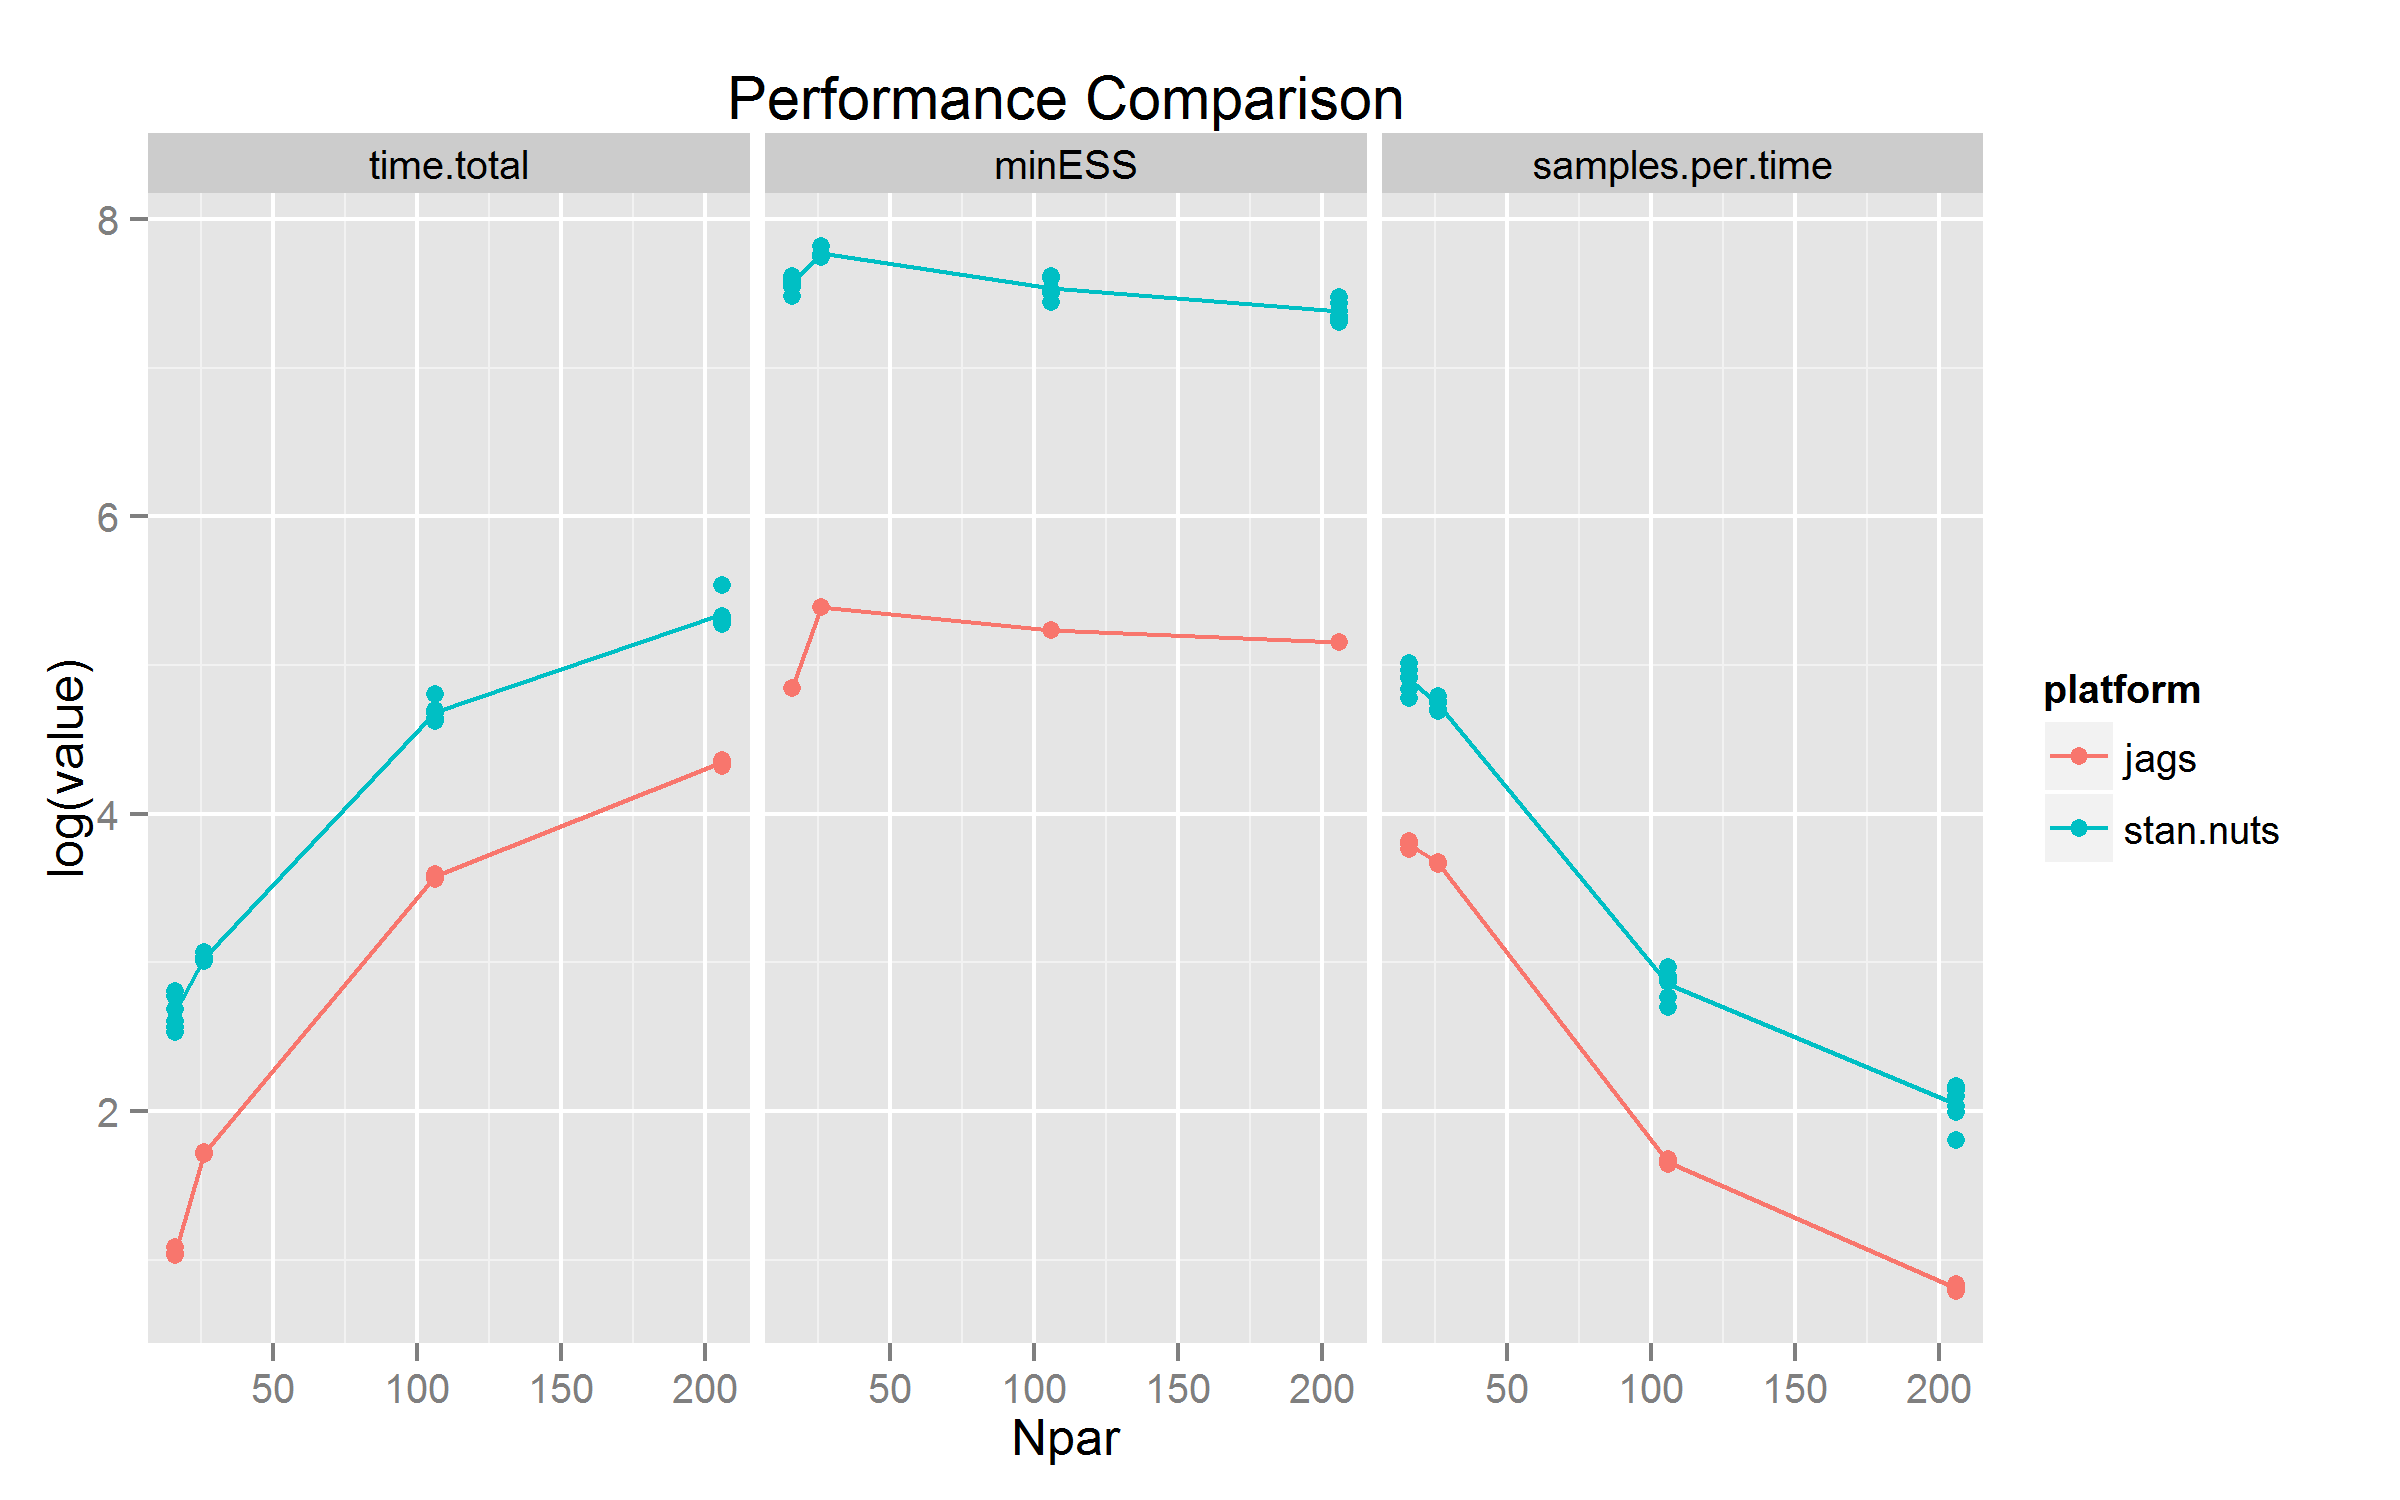 Performance Comparison
time.total minESS samples.per.time
8
6
4
2
log(value)
50 100 150 200 50 100 150 200 50 100 150 200
Npar
platform
jags
stan.nuts